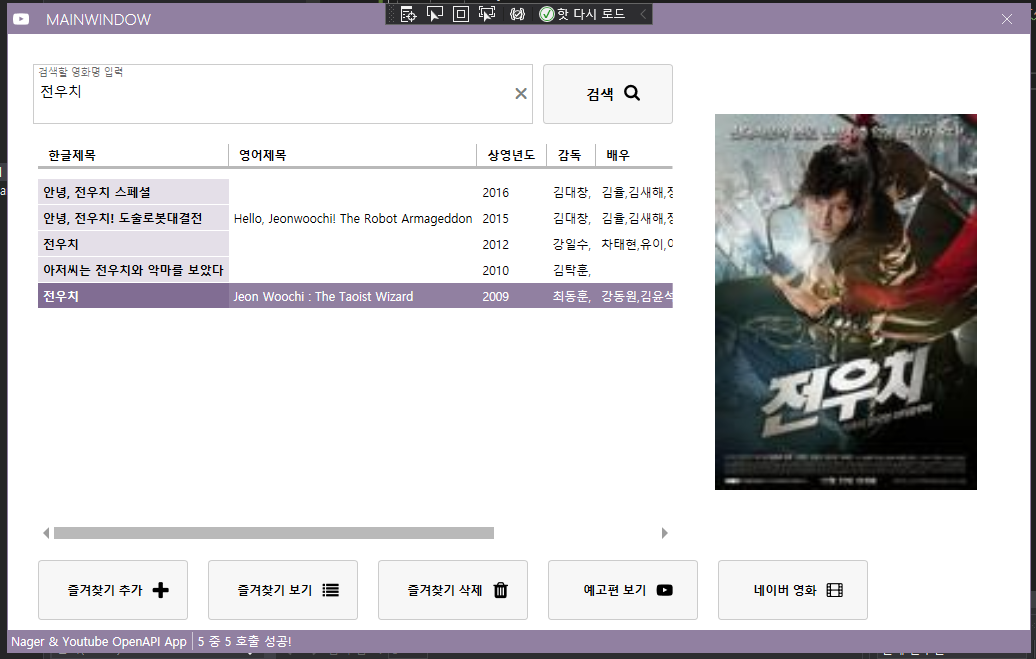 MAINWINDOW
핫 다시 로드
검색할 영화명 입력
전우치
검색
한글제목 영어제목 상영년도 감독 배우
안녕, 전우치 스페셜 2016 김대창, 김율,김새해,
안녕, 전우치! 도술로봇대결전 Hello, Jeonwoochi! The Robot Armageddon 2015 김대창, 김율,김새해,
전우치 2012 강일수, 차태현,유이,
아저씨는 전우치와 악마를 보았다 2010 김탁훈,
전우치 Jeon Woochi : The Taoist Wizard 2009 최동훈, 강동원,김윤석
전우치
즐겨찾기 추가 즐겨찾기 보기 즐겨찾기 삭제 예고편 보기 네이버 영화
Nager & Youtube OpenAPI App 5 중 5 호출 성공!